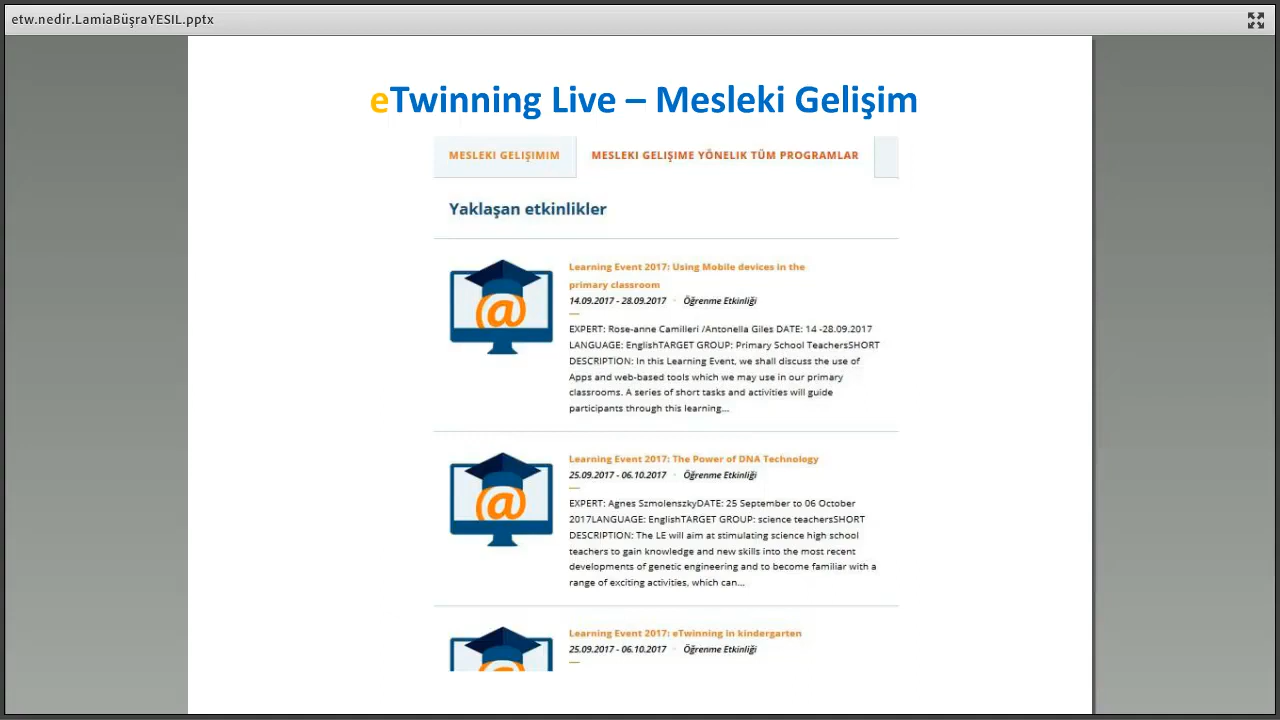 etw.nedir.LamiaBüşraYESIL.pptx
eTwinning Live – Mesleki Gelişim
MESLEKI GELIŞIMIM
MESLEKI GELIŞIME YÖNELIK TÜM PROGRAMLAR
Yaklaşan etkinlikler
Learning Event 2017: Using Mobile devices in the
primary classroom
14.09.2017 - 28.09.2017 · Öğrenme Etkinliği
EXPERT: Rose-anne Camilleri /Antonella Giles DATE: 14 -28.09.2017
LANGUAGE: EnglishTARGET GROUP: Primary School TeachersSHORT
DESCRIPTION: In this Learning Event, we shall discuss the use of
Apps and web-based tools which we may use in our primary
classrooms. A series of short tasks and activities will guide
participants through this learning...
Learning Event 2017: The Power of DNA Technology
25.09.2017 - 06.10.2017 · Öğrenme Etkinliği
EXPERT: Agnes SzmolenszkyDATE: 25 September to 06 October
2017LANGUAGE: EnglishTARGET GROUP: science teachersSHORT
DESCRIPTION: The LE will aim at stimulating science high school
teachers to gain knowledge and new skills into the most recent
developments of genetic engineering and to become familiar with a
range of exciting activities, which can...
Learning Event 2017: eTwinning in kindergarten
25.09.2017 - 06.10.2017 · Öğrenme Etkinliği